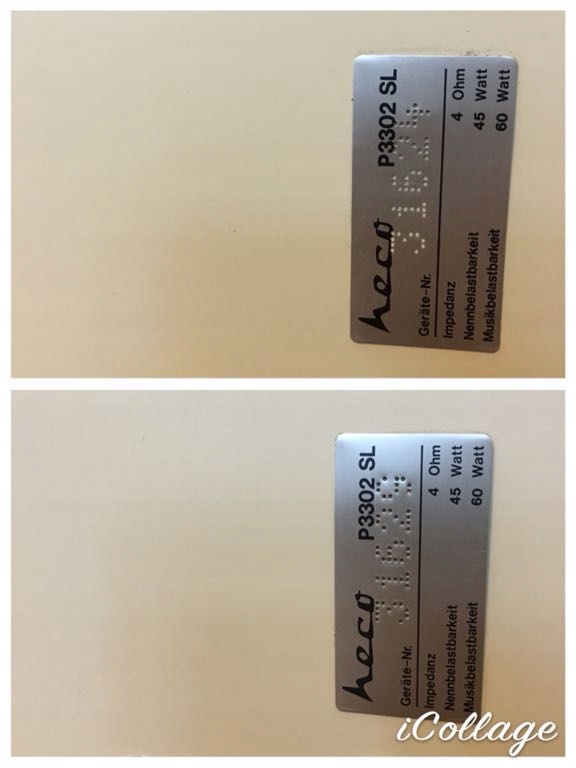 heco P3302 SL
Geräte-Nr. 31624
Impedanz 4 Ohm
Nennbelastbarkeit 45 Watt
Musikbelastbarkeit 60 Watt
heco P3302 SL
Geräte-Nr.
Impedanz 4 Ohm
Nennbelastbarkeit 45 Watt
Musikbelastbarkeit 60 Watt
iCollage